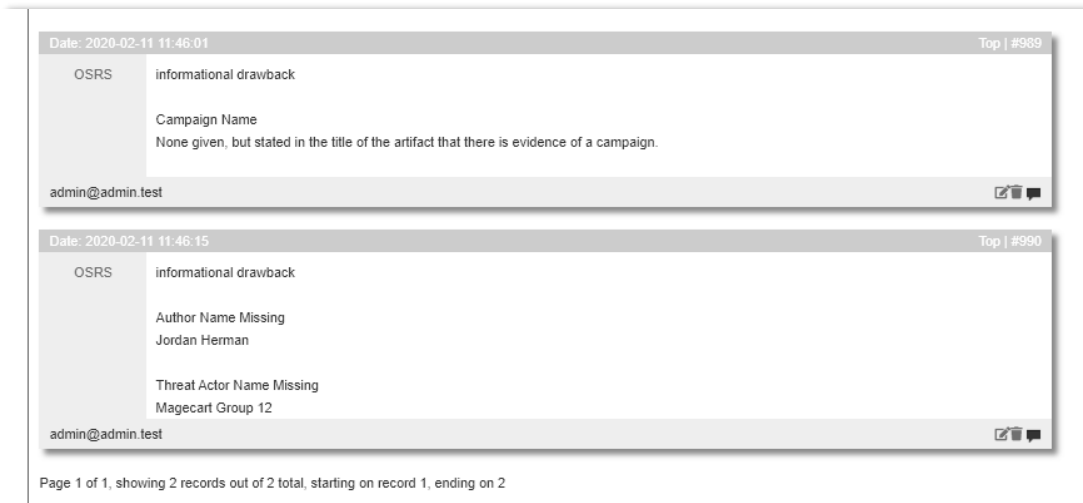 Date: 2020-02-11 11:46:01 Top | #989
OSRS informational drawback
Campaign Name
None given, but stated in the title of the artifact that there is evidence of a campaign.
admin@admin.test
Date: 2020-02-11 11:46:15 Top | #990
OSRS informational drawback
Author Name Missing
Jordan Herman
Threat Actor Name Missing
Magecart Group 12
admin@admin.test
Page 1 of 1, showing 2 records out of 2 total, starting on record 1, ending on 2